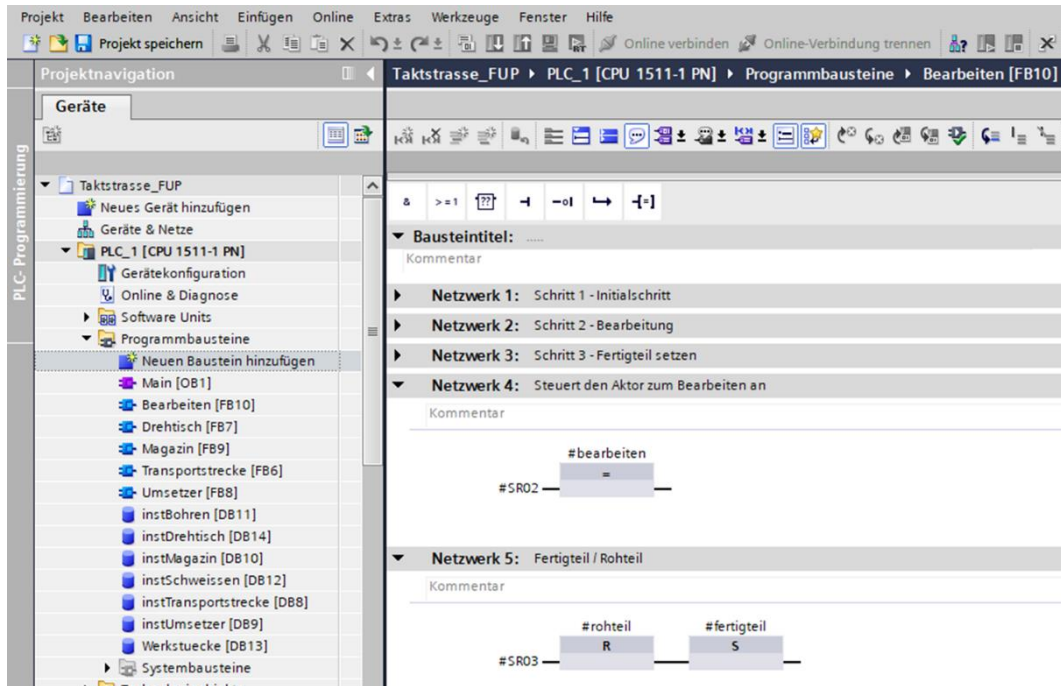 Projekt Bearbeiten Ansicht Einfügen Online Extras Werkzeuge Fenster Hilfe
Projekt speichern
Online verbinden
Online-Verbindung trennen
Projektnavigation
Taktstrasse_FUP PLC_1 [CPU 1511-1 PN] Programmbausteine Bearbeiten [FB10]
Geräte
PLC-Programmierung
Taktstrasse_FUP
Neues Gerät hinzufügen
Geräte & Netze
PLC_1 [CPU 1511-1 PN]
Gerätekonfiguration
Online & Diagnose
Software Units
Programmbausteine
Neuen Baustein hinzufügen
Main [OB1]
Bearbeiten [FB10]
Drehtisch [FB7]
Magazin [FB9]
Transportstrecke [FB6]
Umsetzer [FB8]
instBohren [DB11]
instDrehtisch [DB14]
instMagazin [DB10]
instSchweissen [DB12]
instTransportstrecke [DB8]
instUmsetzer [DB9]
Werkstuecke [DB13]
Systembausteine
& >=1 ?? -[=]
Bausteintitel: .....
Kommentar
Netzwerk 1: Schritt 1 - Initialschritt
Netzwerk 2: Schritt 2 - Bearbeitung
Netzwerk 3: Schritt 3 - Fertigteil setzen
Netzwerk 4: Steuert den Aktor zum Bearbeiten an
Kommentar
#bearbeiten
=
#SR02
Netzwerk 5: Fertigteil / Rohteil
Kommentar
#rohteil #fertigteil
R S
#SR03